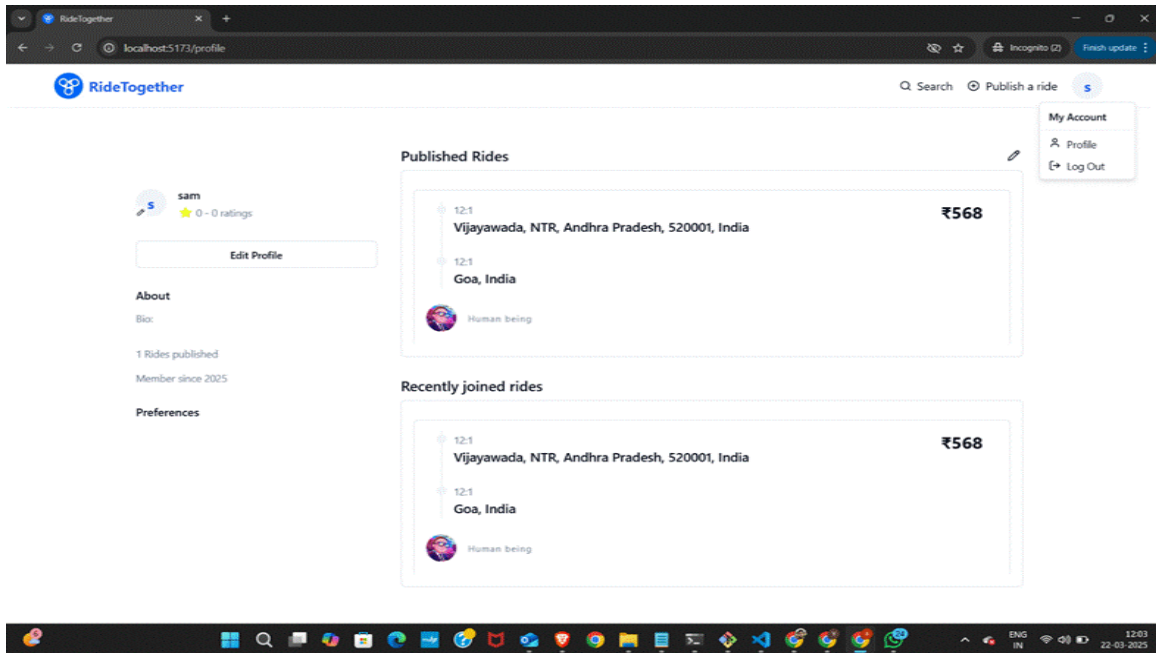 RideTogether
localhost:5173/profile
Incognito (2)
Finish update
RideTogether
Search
Publish a ride
s
My Account
Profile
Log Out
s
sam
0 - 0 ratings
Edit Profile
About
Bio:
1 Rides published
Member since 2025
Preferences
Published Rides
12:1
Vijayawada, NTR, Andhra Pradesh, 520001, India
₹568
12:1
Goa, India
Human being
Recently joined rides
12:1
Vijayawada, NTR, Andhra Pradesh, 520001, India
₹568
12:1
Goa, India
Human being
ENG
IN
12:03
22-03-2025